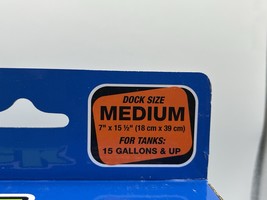 DOCK SIZE
MEDIUM
7" x 15 ½" (18 cm x 39 cm)
FOR TANKS:
15 GALLONS & UP